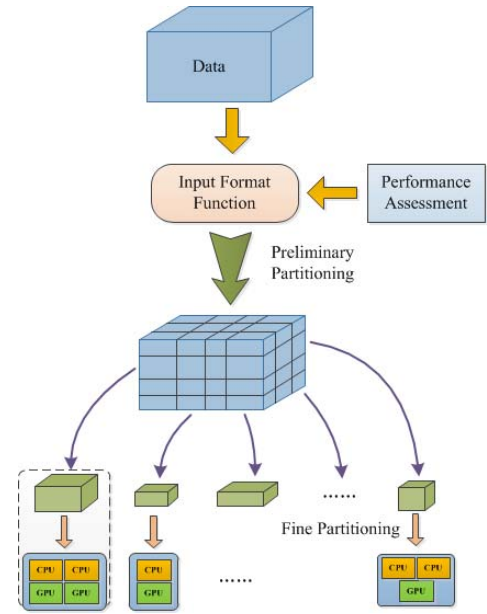 Data
Input Format
Function
Performance
Assessment
Preliminary
Partitioning
......
Fine Partitioning
CPU CPU
GPU GPU
CPU
GPU
......
CPU CPU
GPU